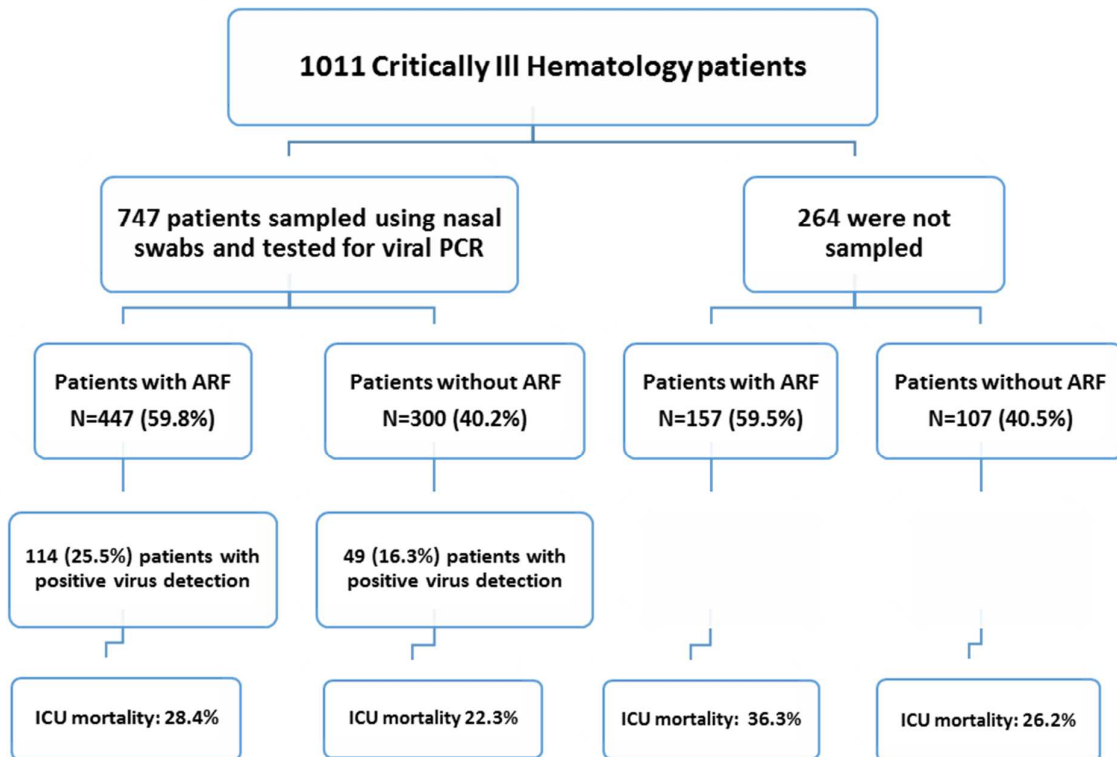 1011 Critically Ill Hematology patients
747 patients sampled using nasal
swabs and tested for viral PCR
264 were not
sampled
Patients with ARF
N=447 (59.8%)
Patients without ARF
N=300 (40.2%)
Patients with ARF
N=157 (59.5%)
Patients without ARF
N=107 (40.5%)
114 (25.5%) patients with
positive virus detection
49 (16.3%) patients with
positive virus detection
ICU mortality: 28.4%
ICU mortality 22.3%
ICU mortality: 36.3%
ICU mortality: 26.2%